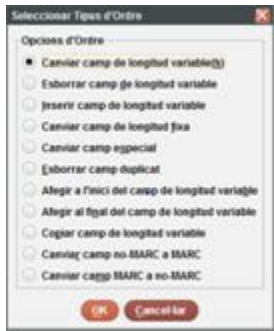 Seleccionar Tipus d'Ordre
Opcions d'Ordre
Canviar camp de longitud variable(h)
Esborrar camp de longitud variable
Inserir camp de longitud variable
Canviar camp de longitud fixa
Canviar camp especial
Esborrar camp duplicat
Afegir a l'inici del camp de longitud variable
Afegir al final del camp de longitud variable
Copiar camp de longitud variable
Canviar camp no-MARC a MARC
Canviar camp MARC a no-MARC
OK
Cancel·lar